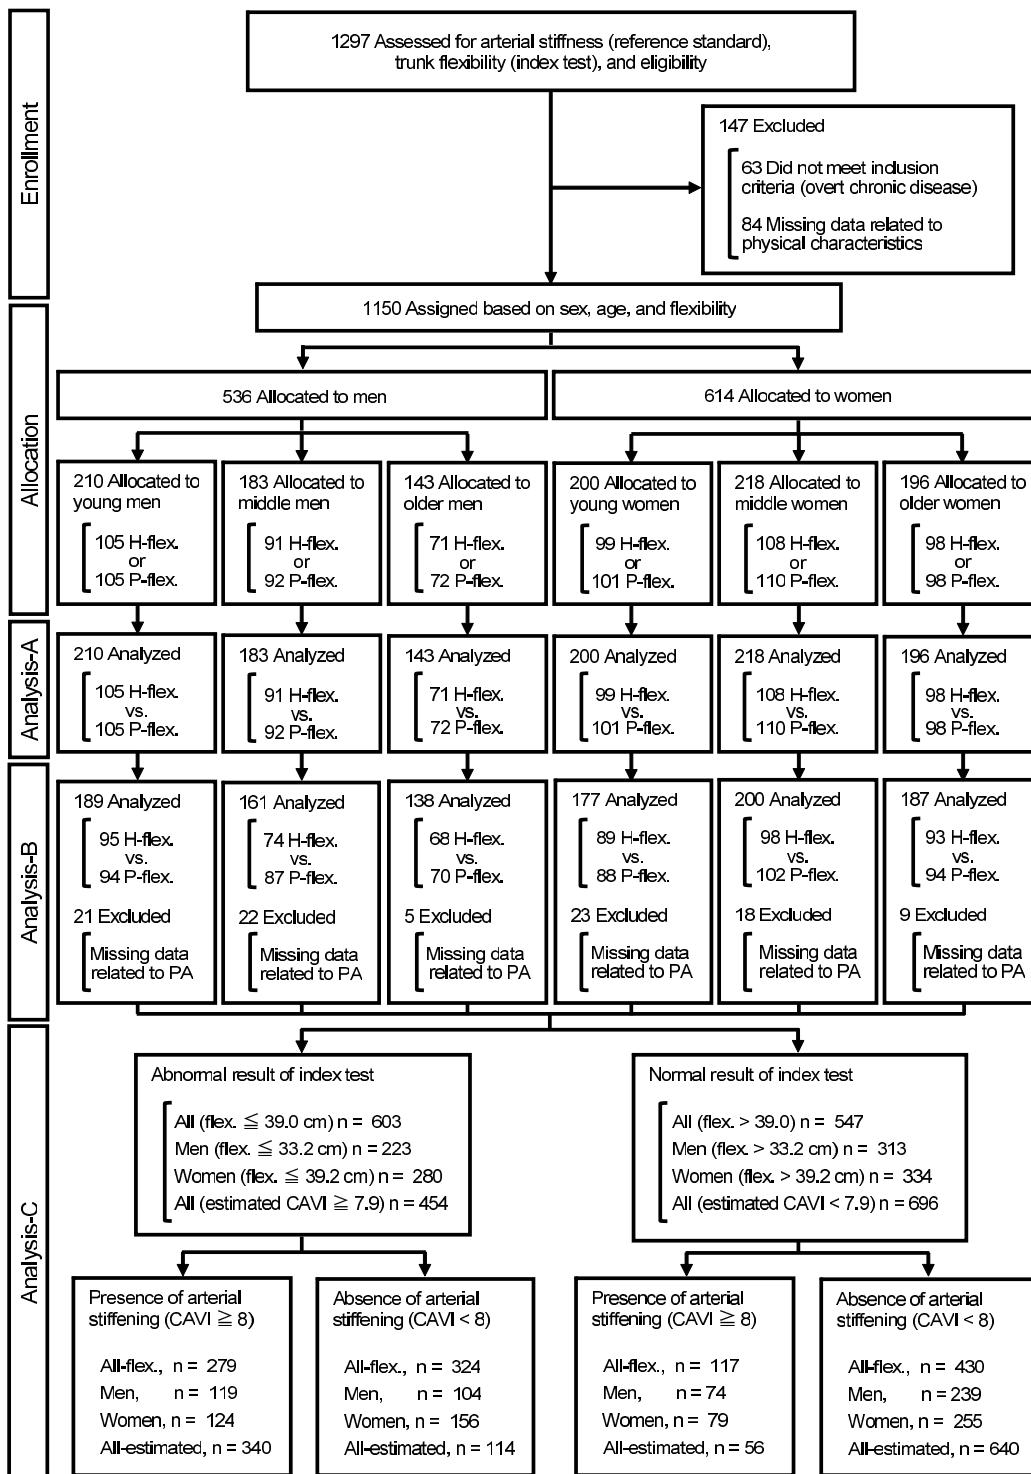 Enrollment
1297 Assessed for arterial stiffness (reference standard),
trunk flexibility (index test), and eligibility
147 Excluded
63 Did not meet inclusion
criteria (overt chronic disease)
84 Missing data related to
physical characteristics
1150 Assigned based on sex, age, and flexibility
Allocation
536 Allocated to men
614 Allocated to women
210 Allocated to
young men
105 H-flex.
or
105 P-flex.
183 Allocated to
middle men
91 H-flex.
or
92 P-flex.
143 Allocated to
older men
71 H-flex.
or
72 P-flex.
200 Allocated to
young women
99 H-flex.
or
101 P-flex.
218 Allocated to
middle women
108 H-flex.
or
110 P-flex.
196 Allocated to
older women
98 H-flex.
or
98 P-flex.
Analysis-A
210 Analyzed
105 H-flex.
vs.
105 P-flex.
183 Analyzed
91 H-flex.
vs.
92 P-flex.
143 Analyzed
71 H-flex.
vs.
72 P-flex.
200 Analyzed
99 H-flex.
vs.
101 P-flex.
218 Analyzed
108 H-flex.
vs.
110 P-flex.
196 Analyzed
98 H-flex.
vs.
98 P-flex.
Analysis-B
189 Analyzed
95 H-flex.
vs.
94 P-flex.
21 Excluded
Missing data
related to PA
161 Analyzed
74 H-flex.
vs.
87 P-flex.
22 Excluded
Missing data
related to PA
138 Analyzed
68 H-flex.
vs.
70 P-flex.
5 Excluded
Missing data
related to PA
177 Analyzed
89 H-flex.
vs.
88 P-flex.
23 Excluded
Missing data
related to PA
200 Analyzed
98 H-flex.
vs.
102 P-flex.
18 Excluded
Missing data
related to PA
187 Analyzed
93 H-flex.
vs.
94 P-flex.
9 Excluded
Missing data
related to PA
Analysis-C
Abnormal result of index test
All (flex. ≦ 39.0 cm) n = 603
Men (flex. ≦ 33.2 cm) n = 223
Women (flex. ≦ 39.2 cm) n = 280
All (estimated CAVI ≧ 7.9) n = 454
Normal result of index test
All (flex. > 39.0) n = 547
Men (flex. > 33.2 cm) n = 313
Women (flex. > 39.2 cm) n = 334
All (estimated CAVI < 7.9) n = 696
Presence of arterial
stiffening (CAVI ≧ 8)
All-flex., n = 279
Men, n = 119
Women, n = 124
All-estimated, n = 340
Absence of arterial
stiffening (CAVI < 8)
All-flex., n = 324
Men, n = 104
Women, n = 156
All-estimated, n = 114
Presence of arterial
stiffening (CAVI ≧ 8)
All-flex., n = 117
Men, n = 74
Women, n = 79
All-estimated, n = 56
Absence of arterial
stiffening (CAVI < 8)
All-flex., n = 430
Men, n = 239
Women, n = 255
All-estimated, n = 640